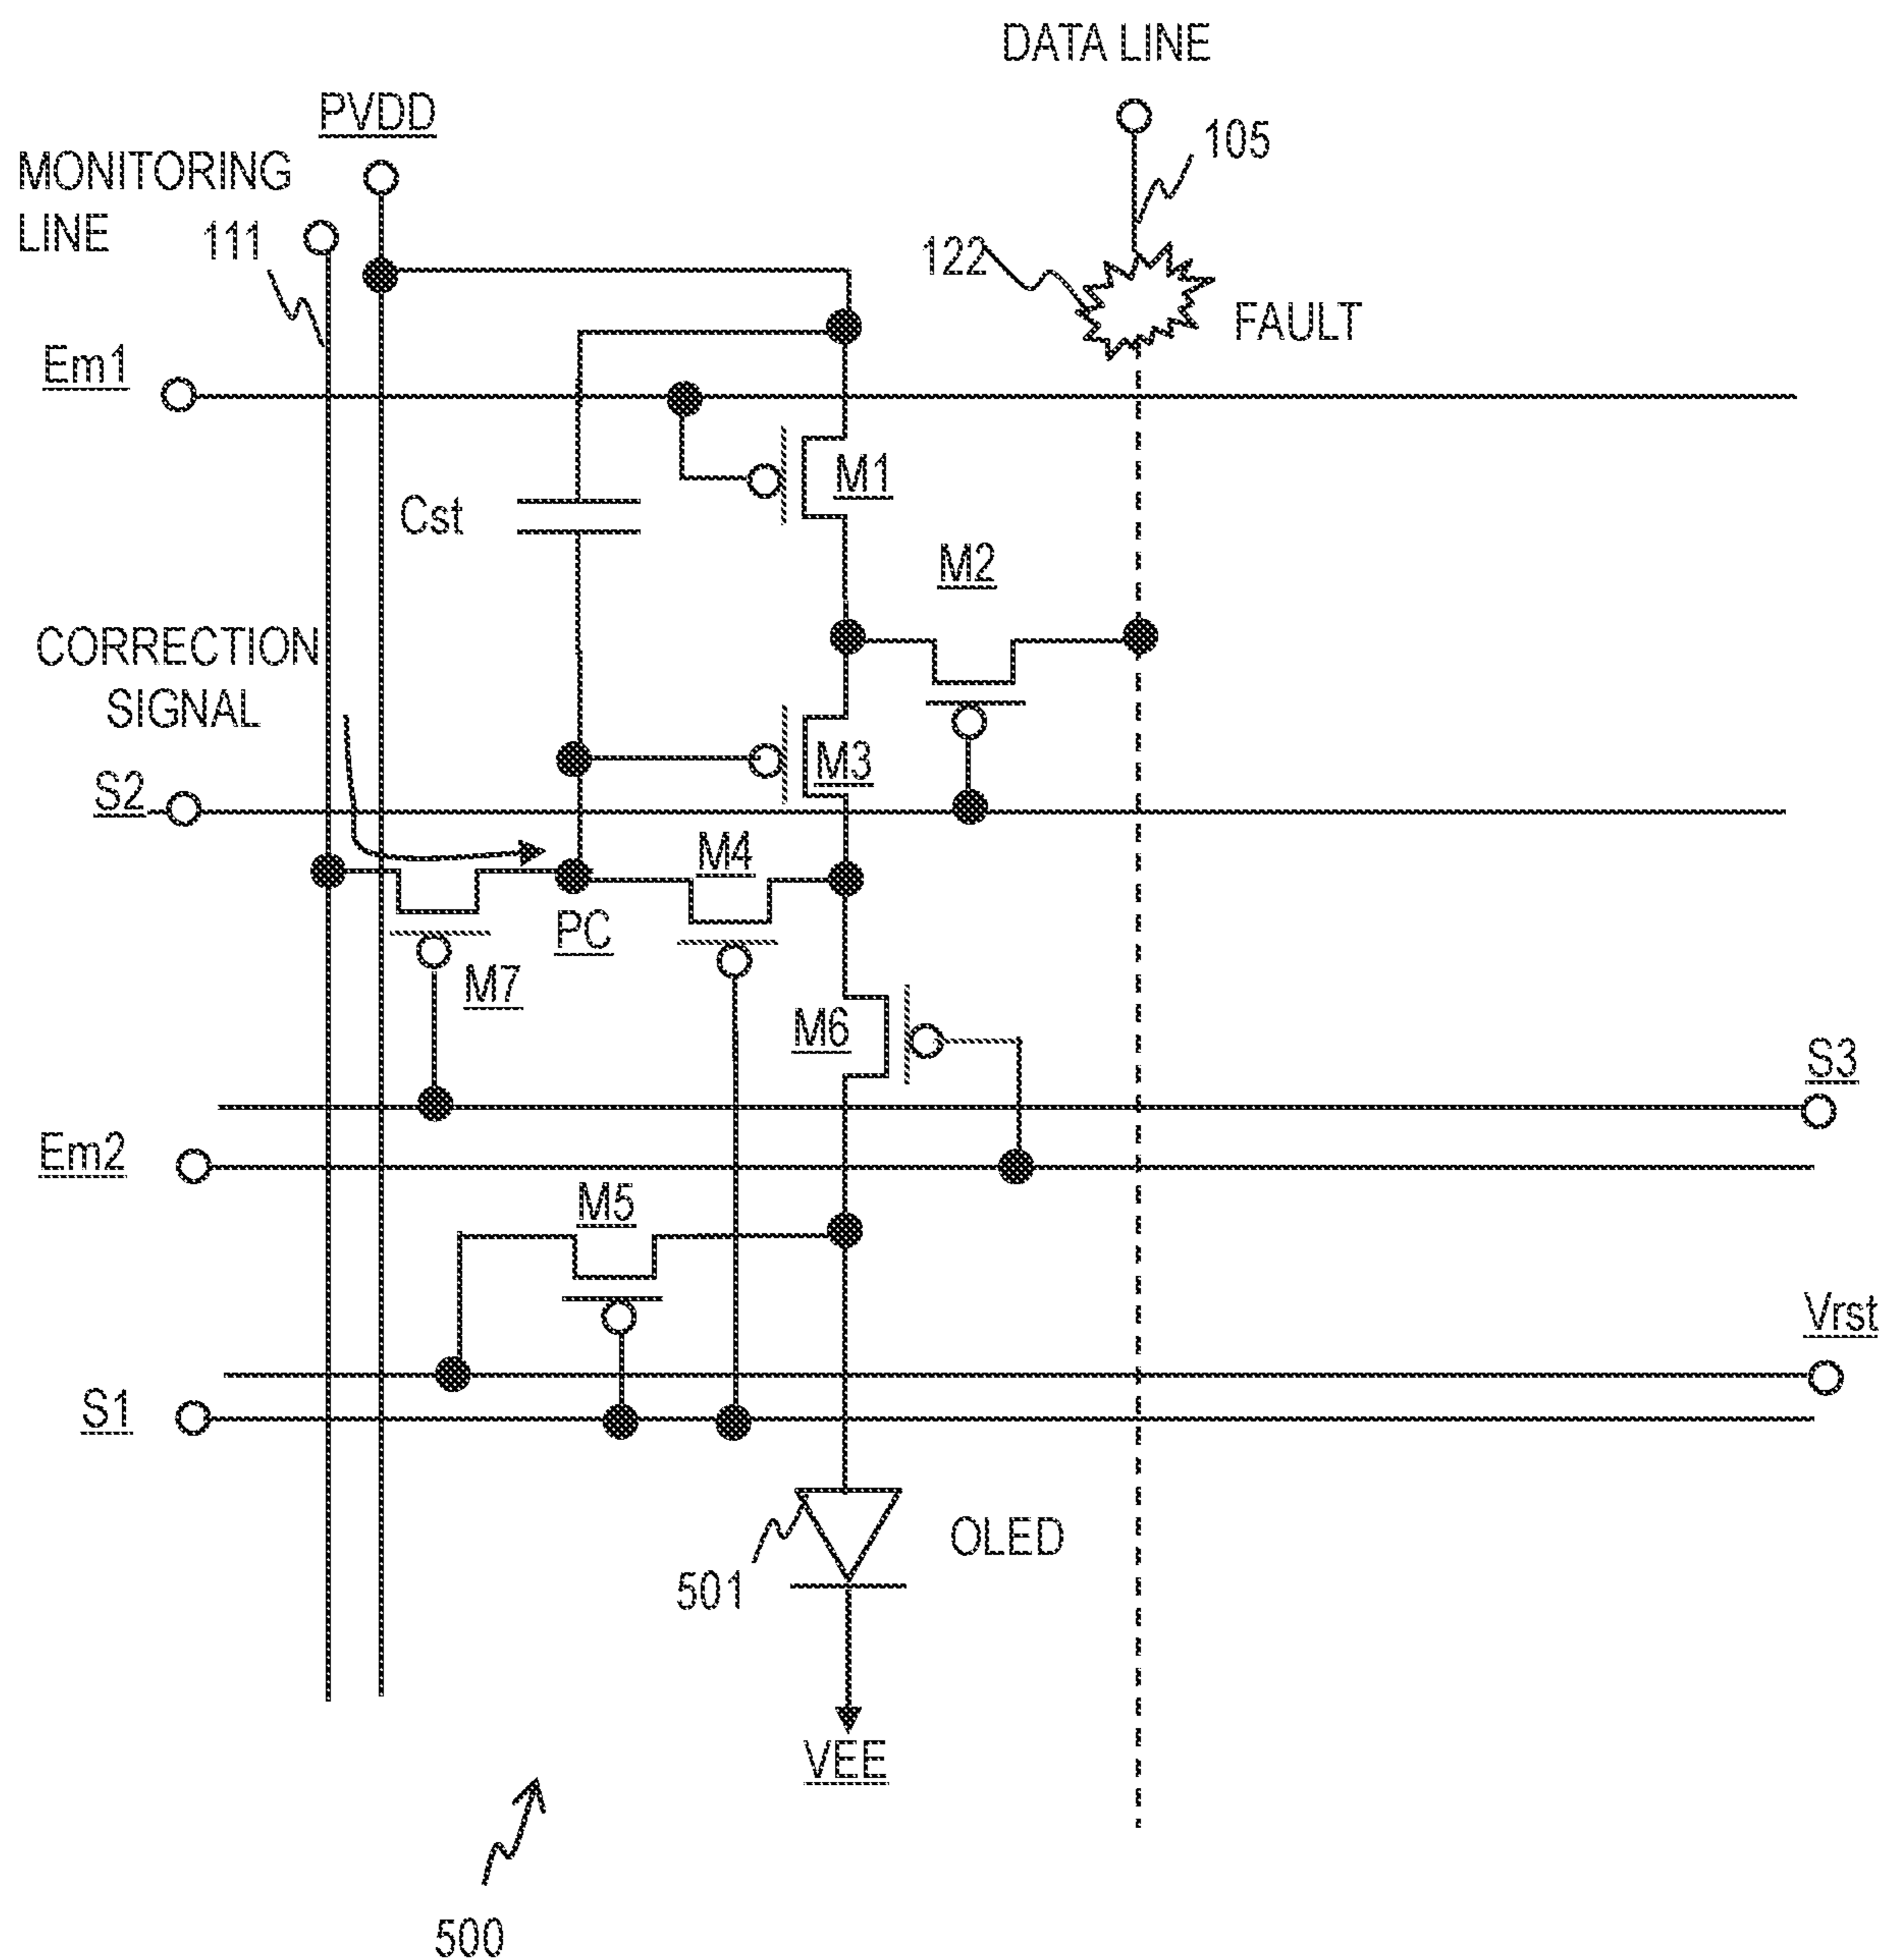 DATA LINE
PVDD
105
MONITORING
LINE
111
122
FAULT
Em1
M1
Cst
M2
CORRECTION
SIGNAL
M3
S2
M4
PC
M7
M6
S3
Em2
M5
Vrst
S1
OLED
501
VEE
500